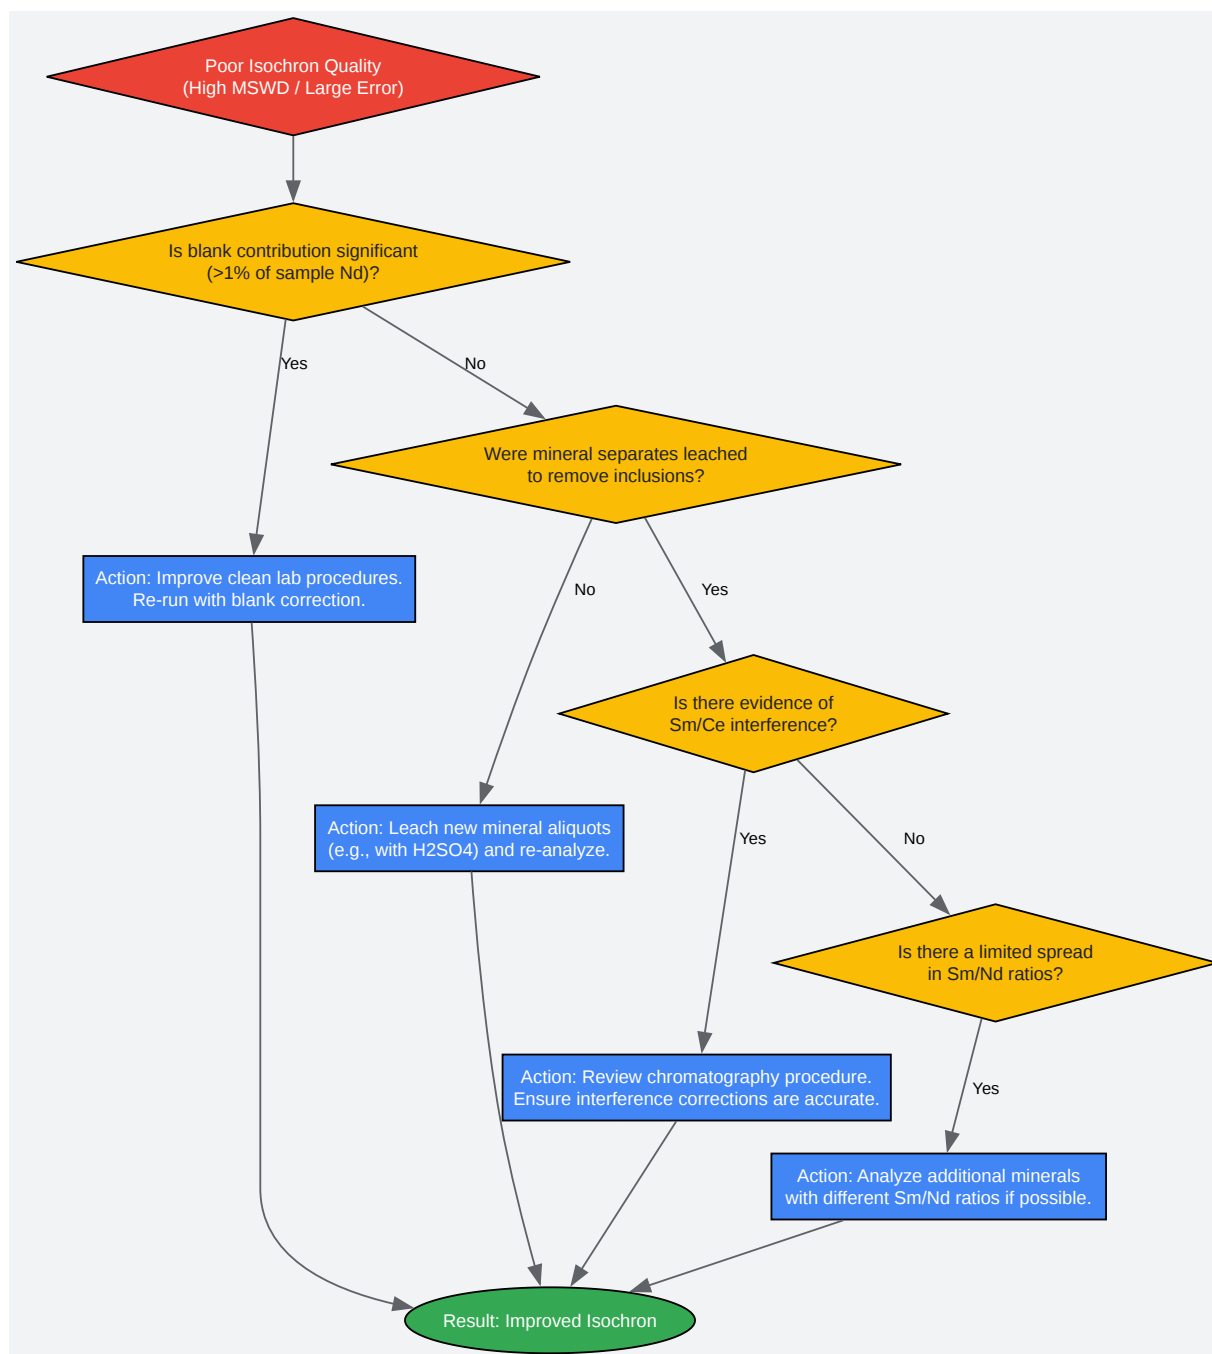 Poor Isochron Quality
(High MSWD / Large Error)
Is blank contribution significant
(>1% of sample Nd)?
Yes
No
Were mineral separates leached
to remove inclusions?
Action: Improve clean lab procedures.
Re-run with blank correction.
No
Yes
Is there evidence of
Sm/Ce interference?
Action: Leach new mineral aliquots
(e.g., with H2SO4) and re-analyze.
Yes
No
Is there a limited spread
in Sm/Nd ratios?
Action: Review chromatography procedure.
Ensure interference corrections are accurate.
Yes
Action: Analyze additional minerals
with different Sm/Nd ratios if possible.
Result: Improved Isochron